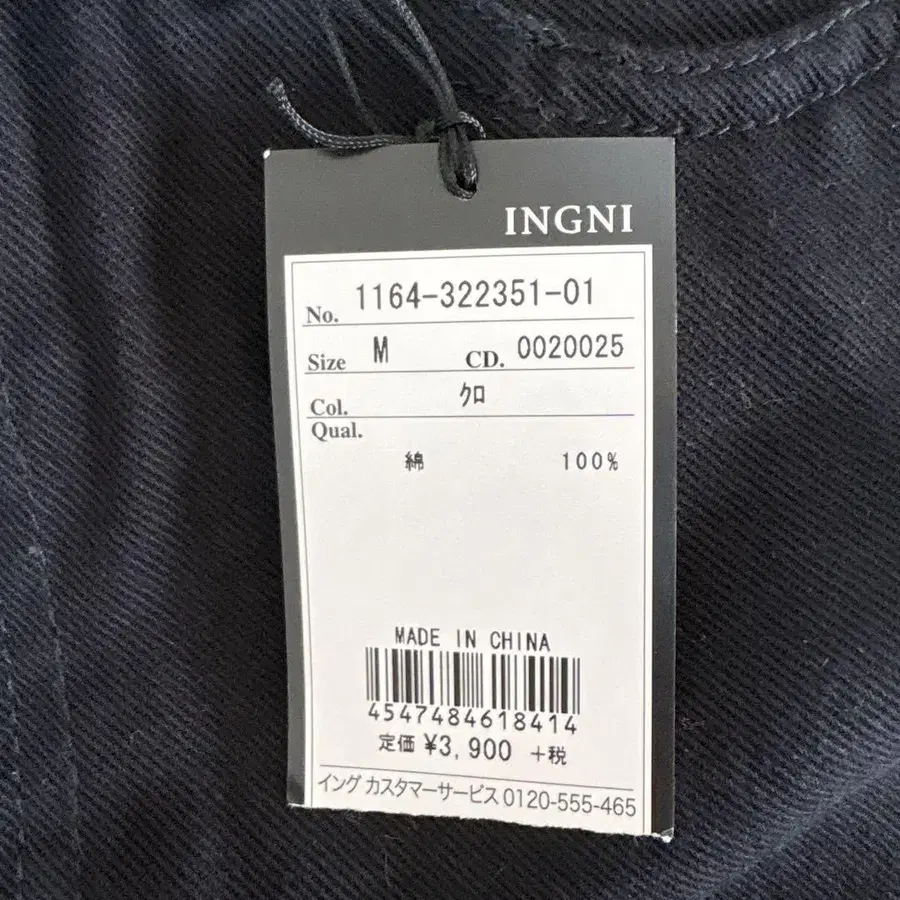 INGNI
No. 1164-322351-01
Size M CD. 0020025
Col. クロ
Qual.
綿 100%
MADE IN CHINA
4547484618414
定価 ¥3,900 +税
イング カスタマーサービス 0120-555-465